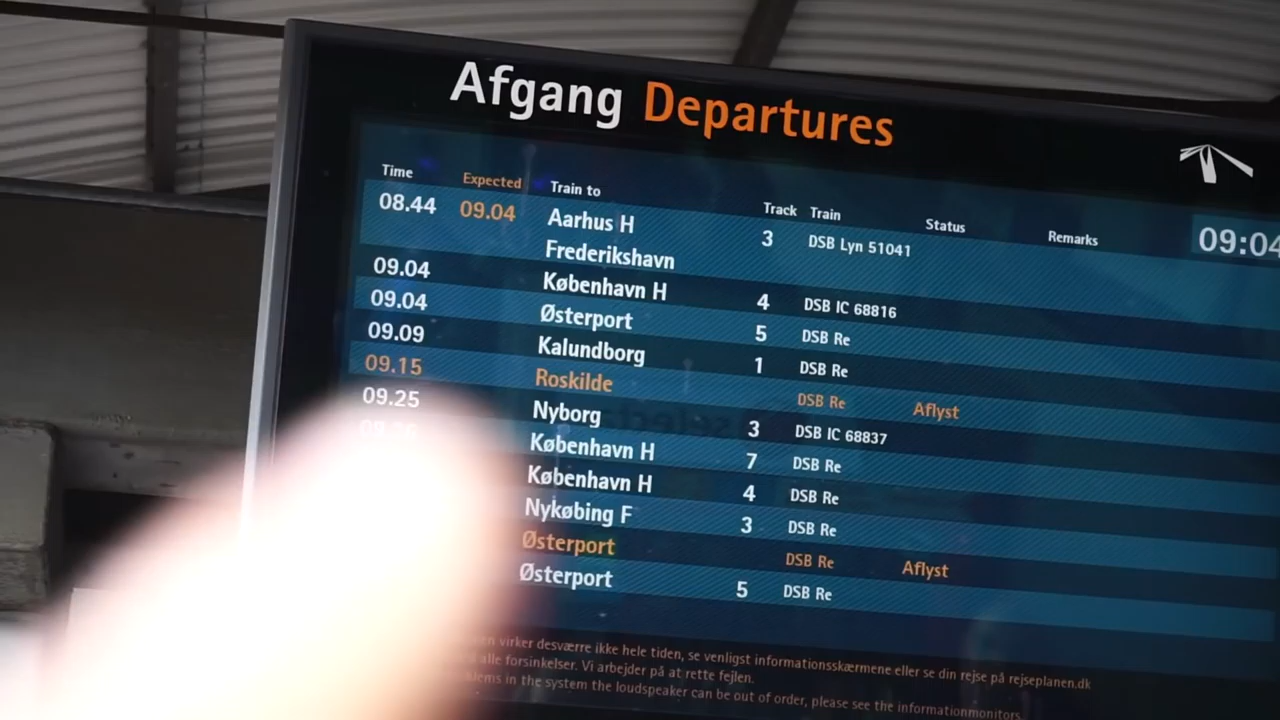 Afgang Departures
Time Expected Train to Track Train Status Remarks 09:04
08.44 09.04 Aarhus H 3 DSB Lyn 51041
Frederikshavn
09.04 København H 4 DSB IC 68816
09.04 Østerport 5 DSB Re
09.09 Kalundborg 1 DSB Re
09.15 Roskilde DSB Re Aflyst
09.25 Nyborg 3 DSB IC 68837
København H 7 DSB Re
København H 4 DSB Re
Nykøbing F 3 DSB Re
Østerport DSB Re Aflyst
Østerport 5 DSB Re
virker desværre ikke hele tiden, se venligst informationsskærmene eller se din rejse på rejseplanen.dk
alle forsinkelser. Vi arbejder på at rette fejlen.
in the system the loudspeaker can be out of order, please see the informationmonitors